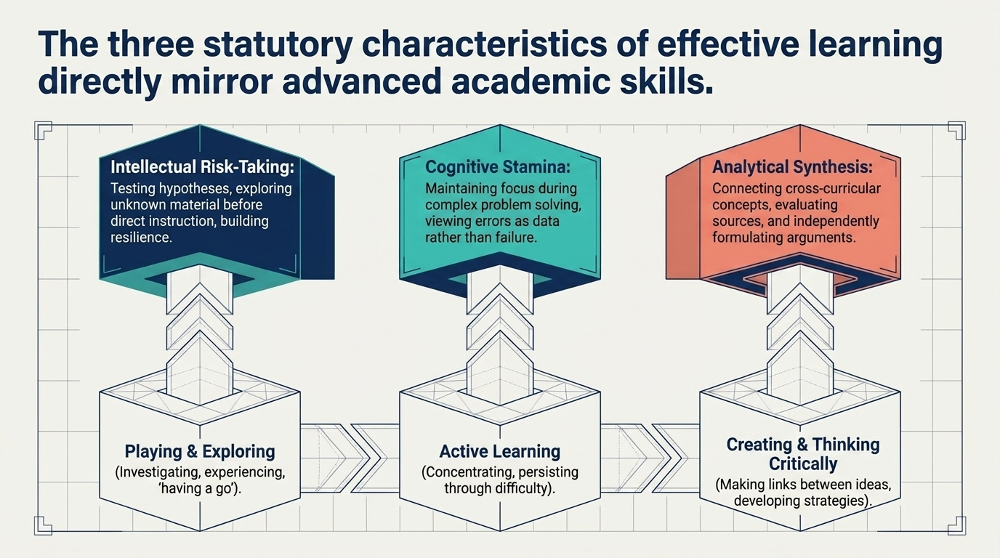 The three statutory characteristics of effective learning
directly mirror advanced academic skills.
Intellectual Risk-Taking:
Testing hypotheses, exploring
unknown material before
direct instruction, building
resilience.
Cognitive Stamina:
Maintaining focus during
complex problem solving,
viewing errors as data
rather than failure.
Analytical Synthesis:
Connecting cross-curricular
concepts, evaluating
sources, and independently
formulating arguments.
Playing & Exploring
(Investigating, experiencing,
‘having a go’).
Active Learning
(Concentrating, persisting
through difficulty).
Creating & Thinking
Critically
(Making links between ideas,
developing strategies).